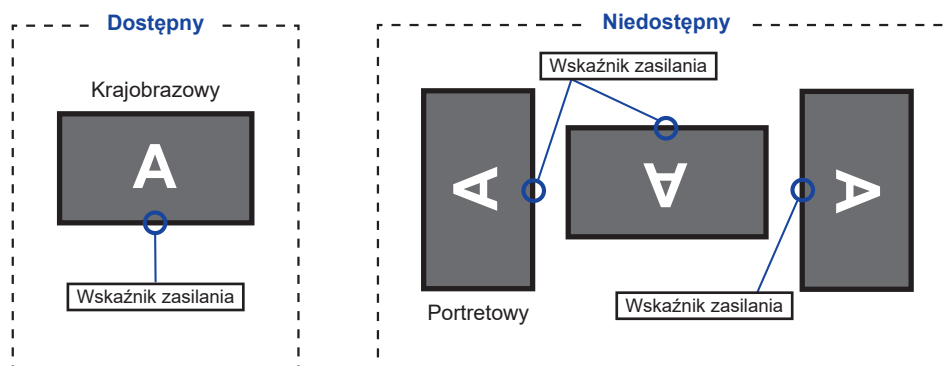 Dostępny
Krajobrazowy
A
Wskaźnik zasilania
Niedostępny
Wskaźnik zasilania
A
A
A
Portretowy
Wskaźnik zasilania